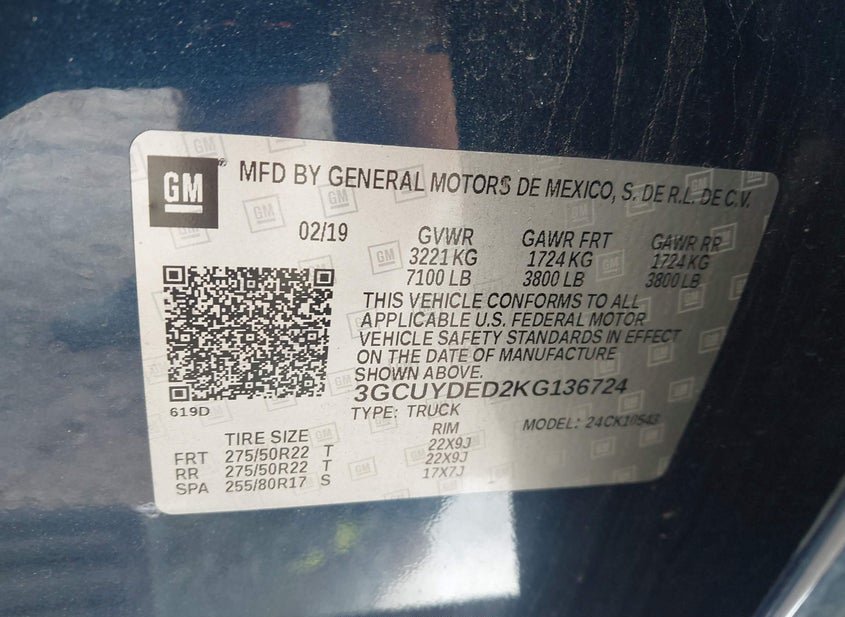 GM ® MFD BY GENERAL MOTORS DE MEXICO, S. DE R.L. DE C.V.
02/19 GVWR GAWR FRT GAWR RR
3221 KG 1724 KG 1724 KG
7100 LB 3800 LB 3800 LB
THIS VEHICLE CONFORMS TO ALL
APPLICABLE U.S. FEDERAL MOTOR
VEHICLE SAFETY STANDARDS IN EFFECT
ON THE DATE OF MANUFACTURE
SHOWN ABOVE.
3GCUYDED2KG136724
619D TYPE: TRUCK MODEL: 24CK10543
TIRE SIZE RIM
FRT 275/50R22 T 22X9J
RR 275/50R22 T 22X9J
SPA 255/80R17 S 17X7J